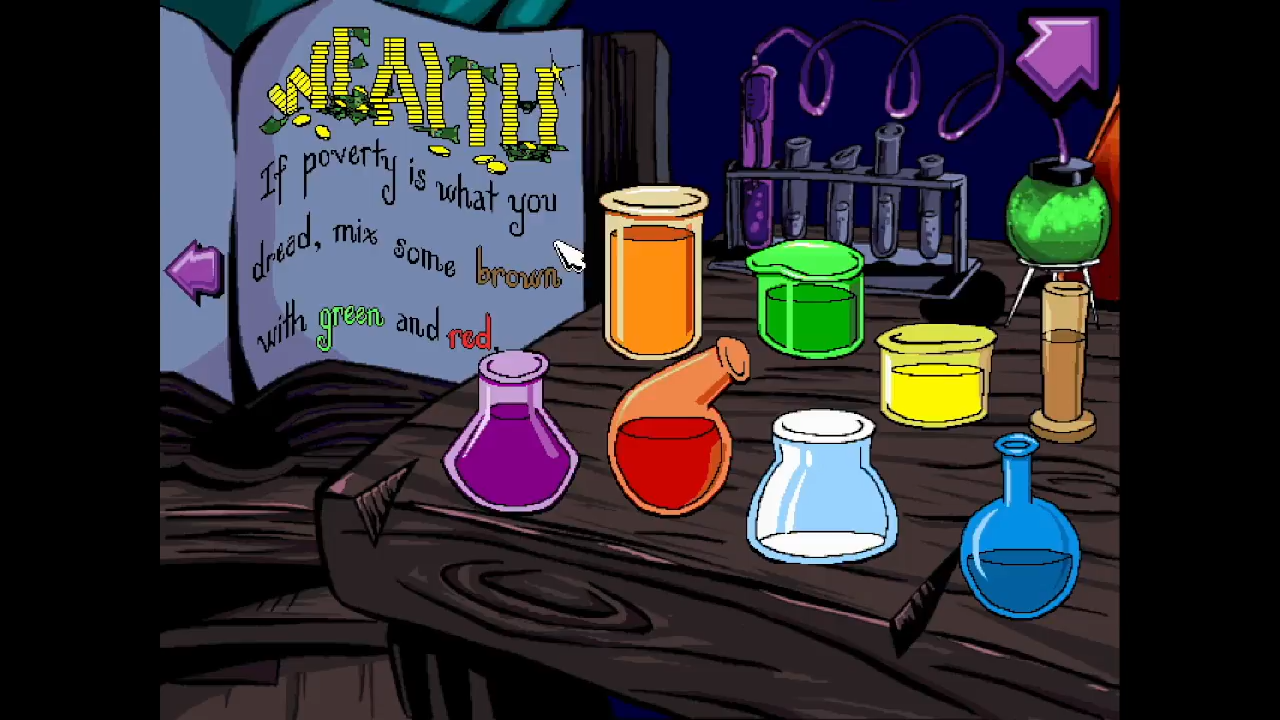 WEALTH
If poverty is what you
dread, mix some brown
with green and red.